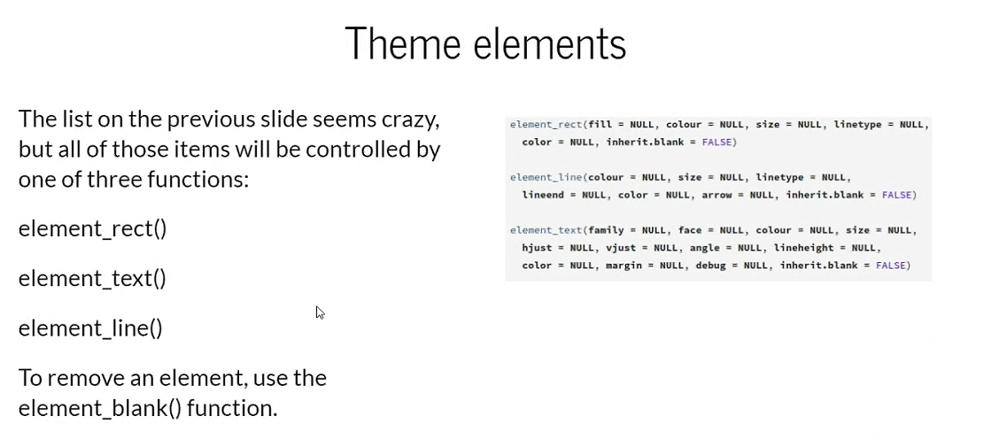 Theme elements
The list on the previous slide seems crazy,
but all of those items will be controlled by
one of three functions:
element_rect()
element_text()
element_line()
To remove an element, use the
element_blank() function.
element_rect(fill = NULL, colour = NULL, size = NULL, linetype = NULL,
color = NULL, inherit.blank = FALSE)
element_line(colour = NULL, size = NULL, linetype = NULL,
lineend = NULL, color = NULL, arrow = NULL, inherit.blank = FALSE)
element_text(family = NULL, face = NULL, colour = NULL, size = NULL,
hjust = NULL, vjust = NULL, angle = NULL, lineheight = NULL,
color = NULL, margin = NULL, debug = NULL, inherit.blank = FALSE)